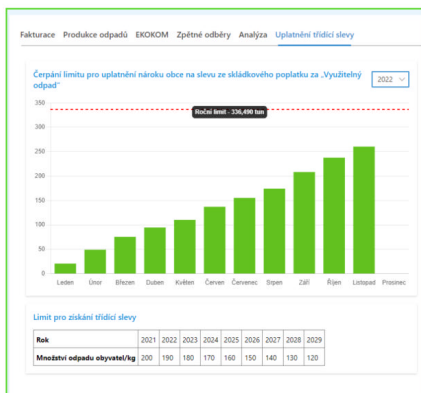 Fakturace Produkce odpadů EKOKOM Zpětné odběry Analýza Uplatnění třídící slevy
Čerpání limitu pro uplatnění nároku obce na slevu ze skládkového poplatku za „Využitelný
odpad“
2022
350
Roční limit - 336,490 tun
300
250
200
150
100
50
0
Leden Únor Březen Duben Květen Červen Červenec Srpen Září Říjen Listopad Prosinec
Limit pro získání třídící slevy
Rok 2021 2022 2023 2024 2025 2026 2027 2028 2029
Množství odpadu obyvatel/kg 200 190 180 170 160 150 140 130 120